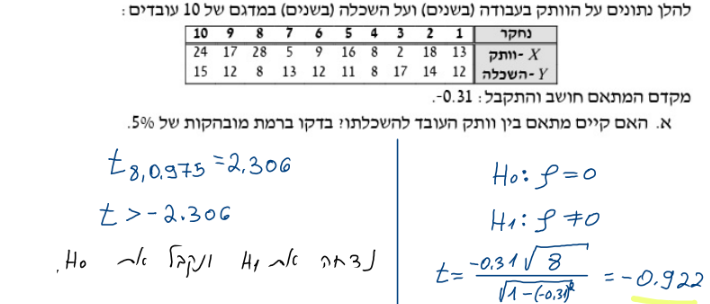 להלן נתונים על הוותק בעבודה (בשנים) ועל השכלה (בשנים) במדגם של 10 עובדים:
10 9 8 7 6 5 4 3 2 1 נחקר
24 17 28 5 9 16 8 2 18 13 X -וותק
15 12 8 13 12 11 8 17 14 12 Y -השכלה
מקדם המתאם חושב והתקבל: -0.31.
א. האם קיים מתאם בין וותק העובד להשכלתו? בדקו ברמת מובהקות של 5%.
H₀: ρ=0
H₁: ρ≠0
t = -0.31√8 / √1-(-0.31)² = -0.922
t8,0.975 = 2.306
t > -2.306
נדחה את H₁ ונקבל את H₀.